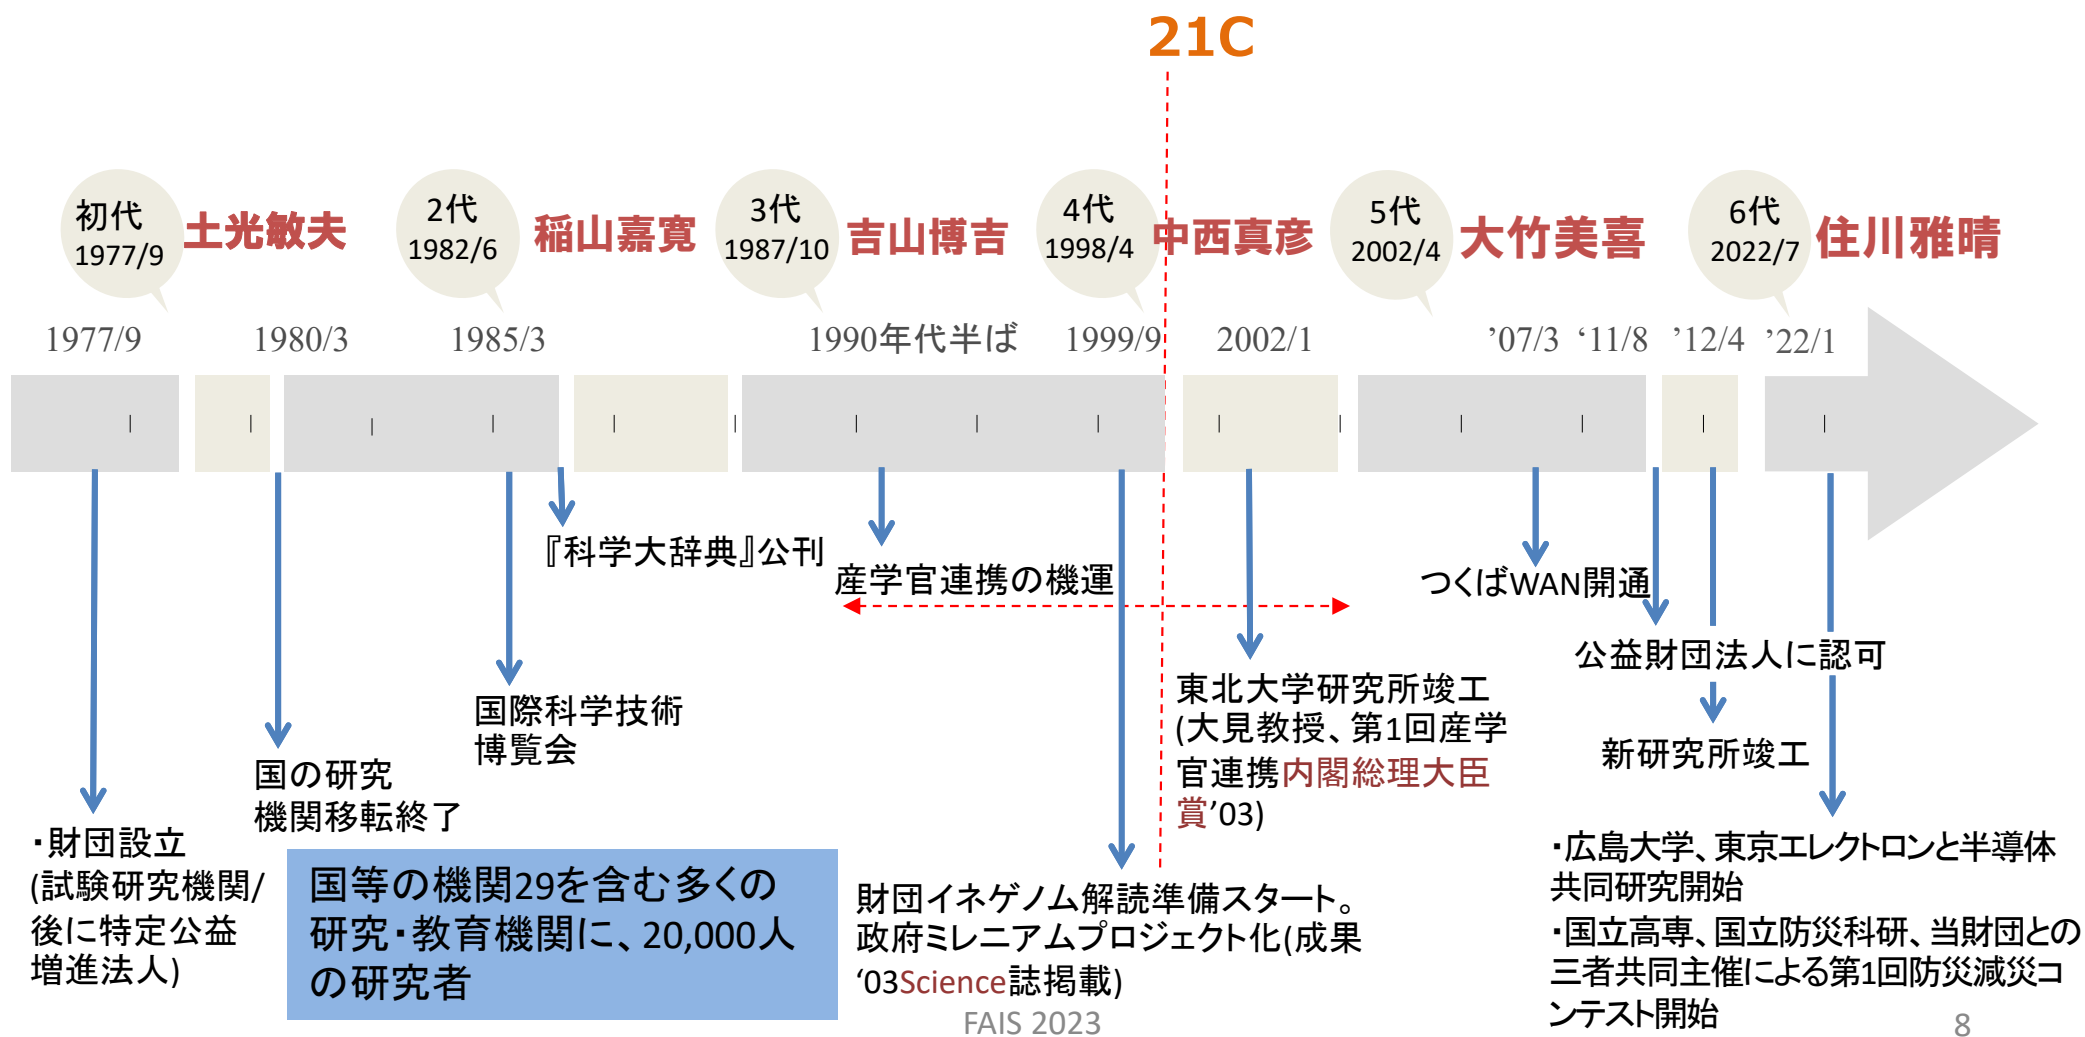 21C
初代
1977/9
土光敏夫
2代
1982/6
稲山嘉寛
3代
1987/10
吉山博吉
4代
1998/4
中西真彦
5代
2002/4
大竹美喜
6代
2022/7
住川雅晴
1977/9
1980/3
1985/3
1990年代半ば
1999/9
2002/1
’07/3
‘11/8
’12/4
’22/1
『科学大辞典』公刊
産学官連携の機運
つくばWAN開通
公益財団法人に認可
国際科学技術
博覧会
東北大学研究所竣工
(大見教授、第1回産学
官連携内閣総理大臣
賞’03)
新研究所竣工
国の研究
機関移転終了
・財団設立
(試験研究機関/
後に特定公益
増進法人)
国等の機関29を含む多くの
研究・教育機関に、20,000人
の研究者
財団イネゲノム解読準備スタート。
政府ミレニアムプロジェクト化(成果
‘03Science誌掲載)
・広島大学、東京エレクトロンと半導体
共同研究開始
・国立高専、国立防災科研、当財団との
三者共同主催による第1回防災減災コ
ンテスト開始
FAIS 2023
8